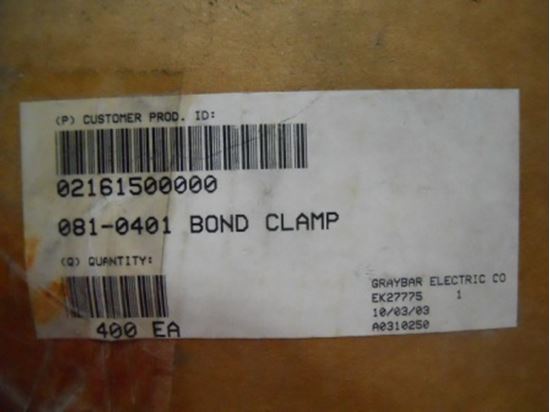 (P) CUSTOMER PROD. ID:
02161500000
081-0401 BOND CLAMP
(Q) QUANTITY:
400 EA
GRAYBAR ELECTRIC CO
EK27775 1
10/03/03
A0310250